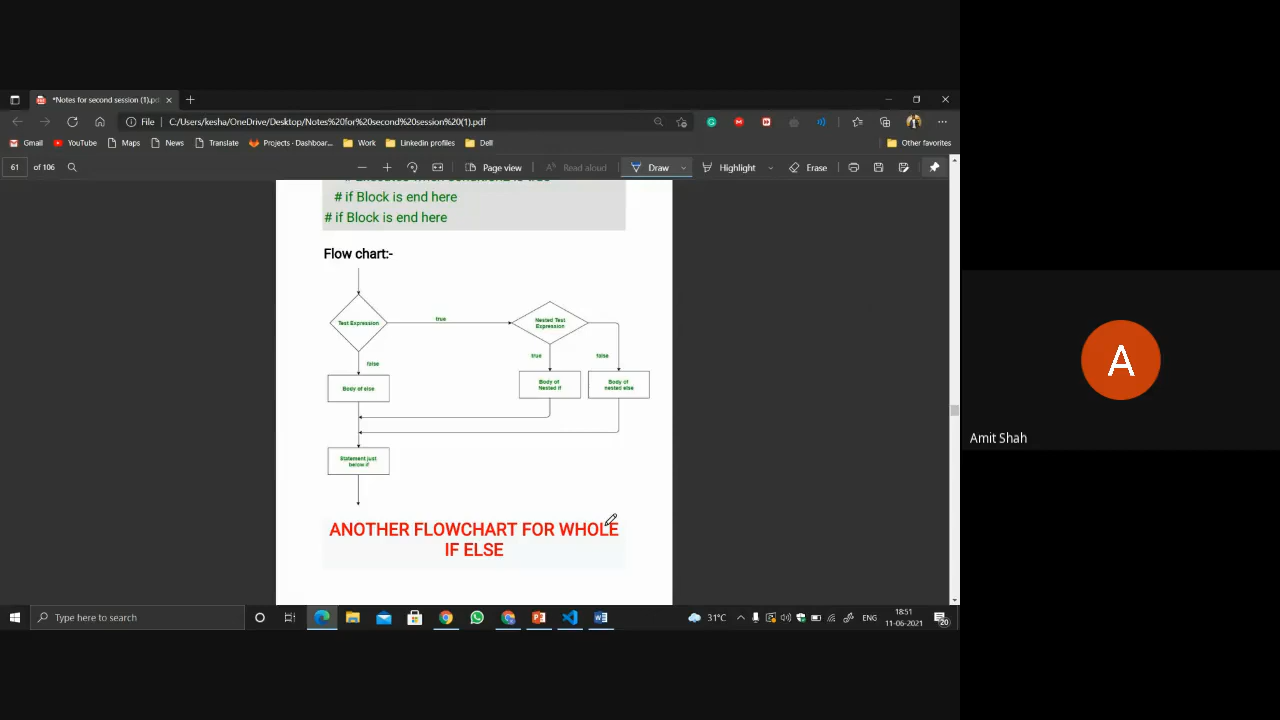 *Notes for second session (1).pdf
File
C:/Users/kesha/OneDrive/Desktop/Notes%20for%20second%20session%20(1).pdf
Gmail
YouTube
Maps
News
Translate
Projects · Dashboar...
Work
Linkedin profiles
Dell
Other favorites
61 of 106
Page view
Read aloud
Draw
Highlight
Erase
# if Block is end here
# if Block is end here
Flow chart:-
Test Expression
true
Nested Test
Expression
false
true
false
Body of else
Body of
Nested if
Body of
nested else
Statement just
below if
ANOTHER FLOWCHART FOR WHOLE
IF ELSE
A
Amit Shah
Type here to search
31°C
ENG
18:51
11-06-2021
20